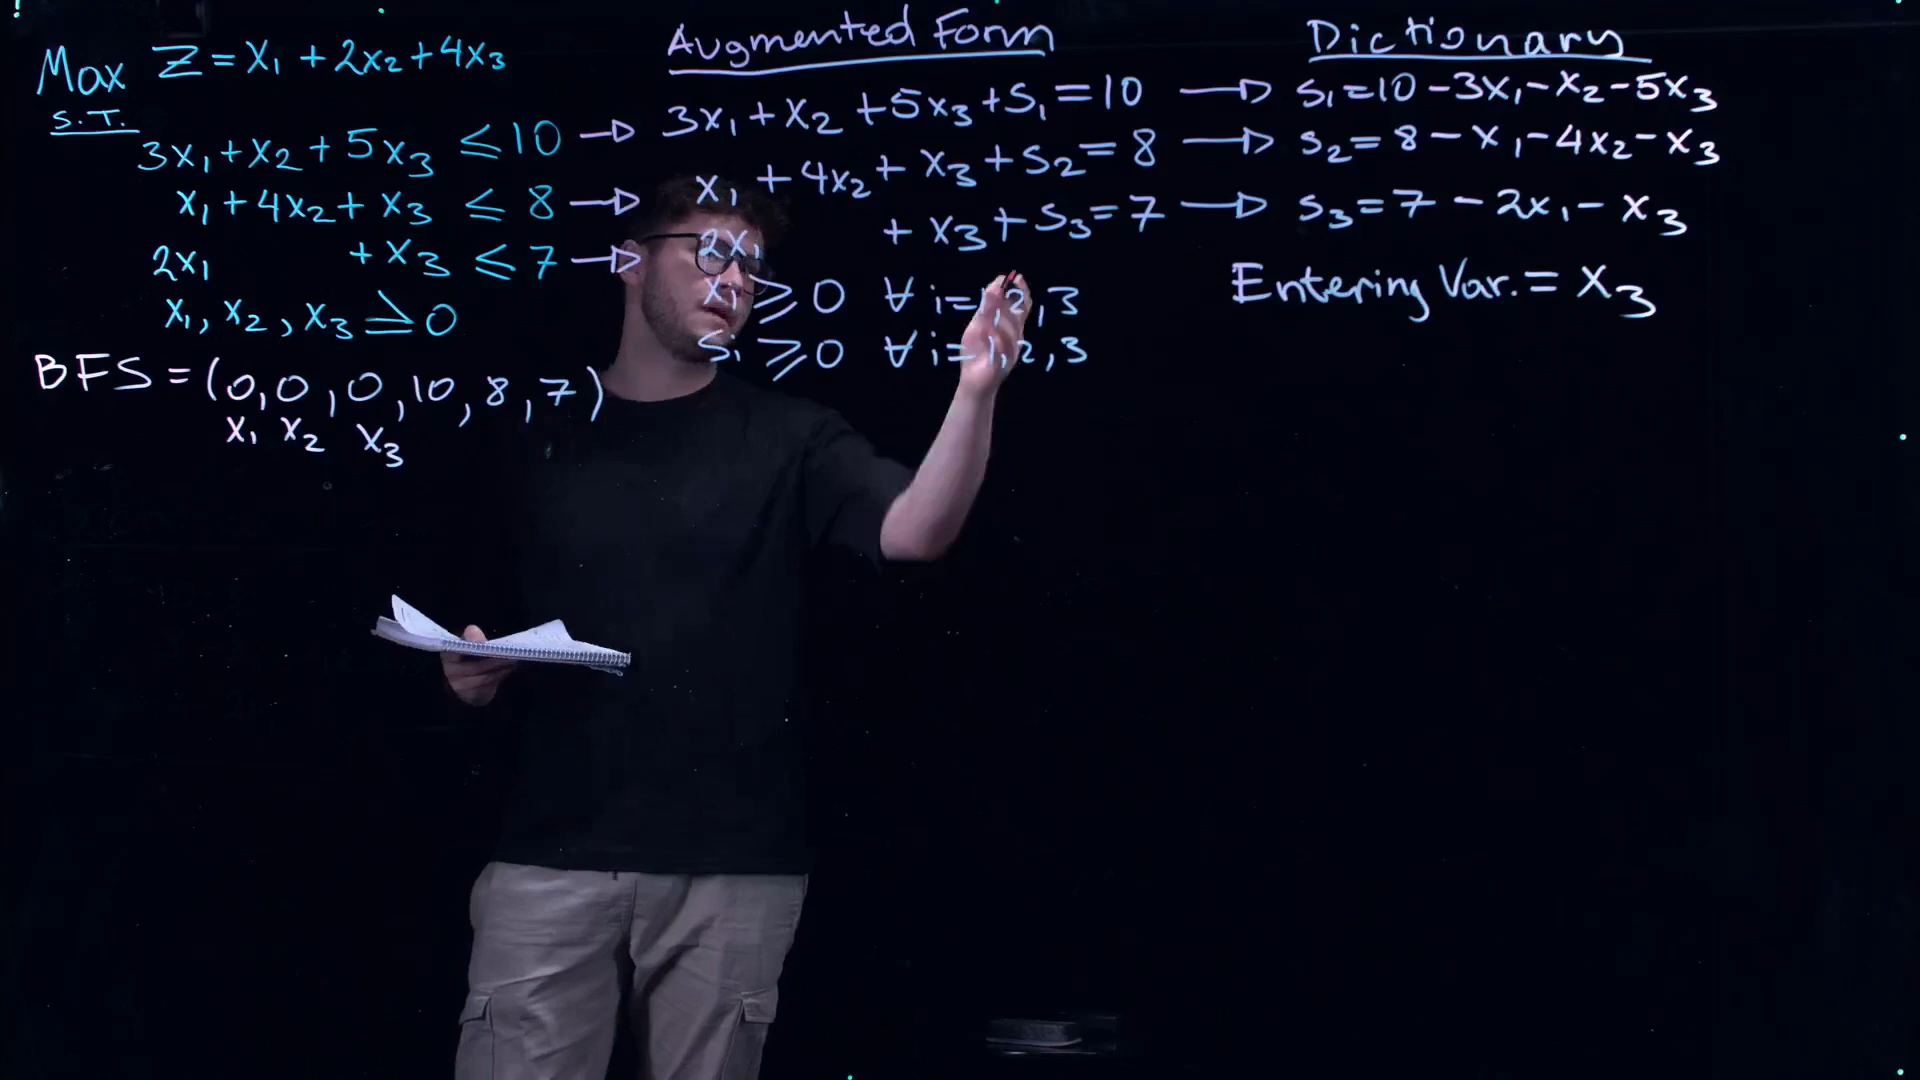 Max Z = x₁ + 2x₂ + 4x₃
S.T.
3x₁ + x₂ + 5x₃ ≤ 10 →
x₁ + 4x₂ + x₃ ≤ 8 →
2x₁ + x₃ ≤ 7 →
x₁, x₂, x₃ ≥ 0
BFS = (0, 0, 0, 10, 8, 7)
x₁ x₂ x₃
Augmented Form
3x₁ + x₂ + 5x₃ + s₁ = 10 →
x₁ + 4x₂ + x₃ + s₂ = 8 →
2x₁ + x₃ + s₃ = 7 →
xᵢ ≥ 0 ∀ i = 1, 2, 3
sᵢ ≥ 0 ∀ i = 1, 2, 3
Dictionary
s₁ = 10 - 3x₁ - x₂ - 5x₃
s₂ = 8 - x₁ - 4x₂ - x₃
s₃ = 7 - 2x₁ - x₃
Entering Var. = x₃